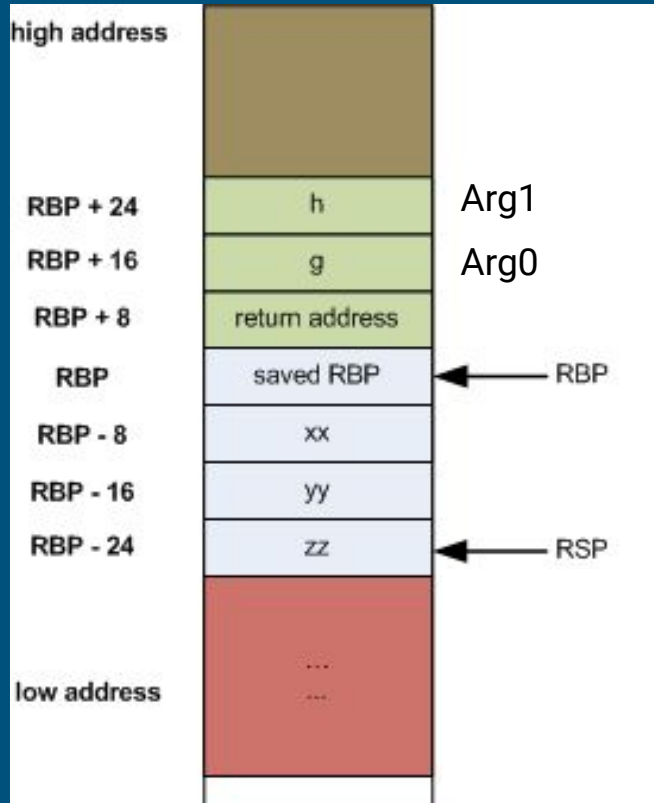 high address
RBP + 24 h Arg1
RBP + 16 g Arg0
RBP + 8 return address
RBP saved RBP RBP
RBP - 8 xx
RBP - 16 yy
RBP - 24 zz RSP
...
low address ...